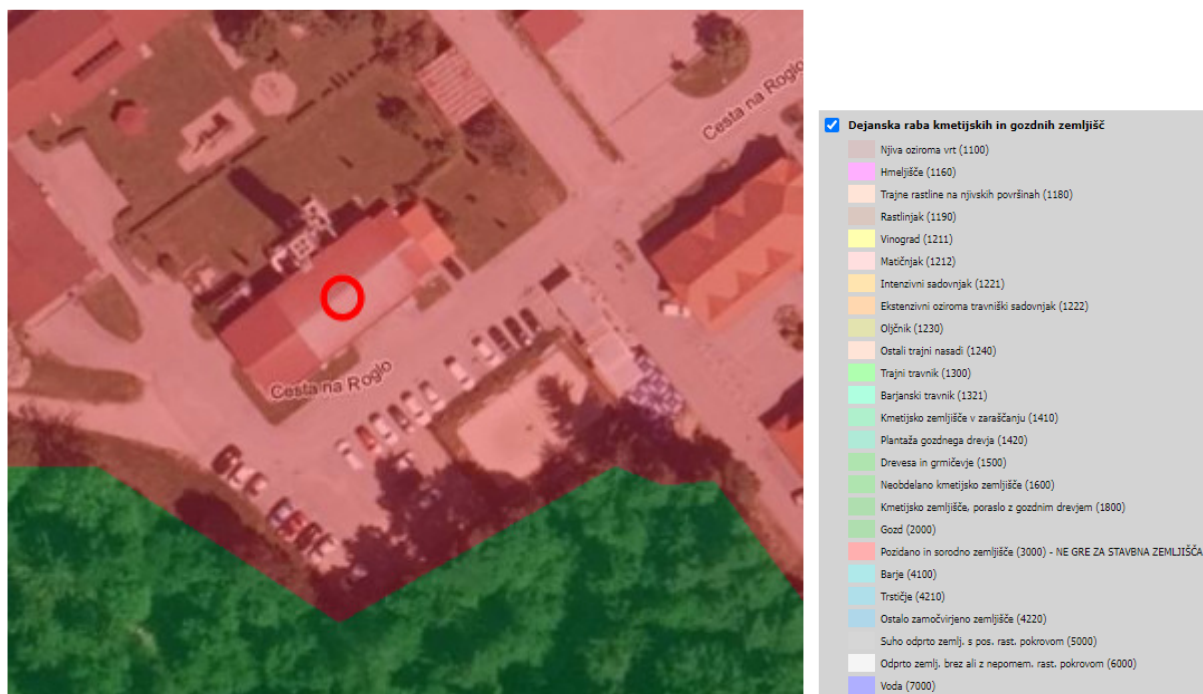 Cesta na Roglo
Cesta na Roglo
Dejanska raba kmetijskih in gozdnih zemljišč
Njiva oziroma vrt (1100)
Hmeljišče (1160)
Trajne rastline na njivskih površinah (1180)
Rastlinjak (1190)
Vinograd (1211)
Matičnjak (1212)
Intenzivni sadovnjak (1221)
Ekstenzivni oziroma travniški sadovnjak (1222)
Oljčnik (1230)
Ostali trajni nasadi (1240)
Trajni travnik (1300)
Barjanski travnik (1321)
Kmetijsko zemljišče v zaraščanju (1410)
Plantaža gozdnega drevja (1420)
Drevesa in grmičevje (1500)
Neobdelano kmetijsko zemljišče (1600)
Kmetijsko zemljišče, poraslo z gozdnim drevjem (1800)
Gozd (2000)
Pozidano in sorodno zemljišče (3000) - NE GRE ZA STAVBNA ZEMLJIŠČA
Barje (4100)
Trstičje (4210)
Ostalo zamočvirjeno zemljišče (4220)
Suho odprto zemlj. s pos. rast. pokrovom (5000)
Odprto zemlj. brez ali z nepomem. rast. pokrovom (6000)
Voda (7000)